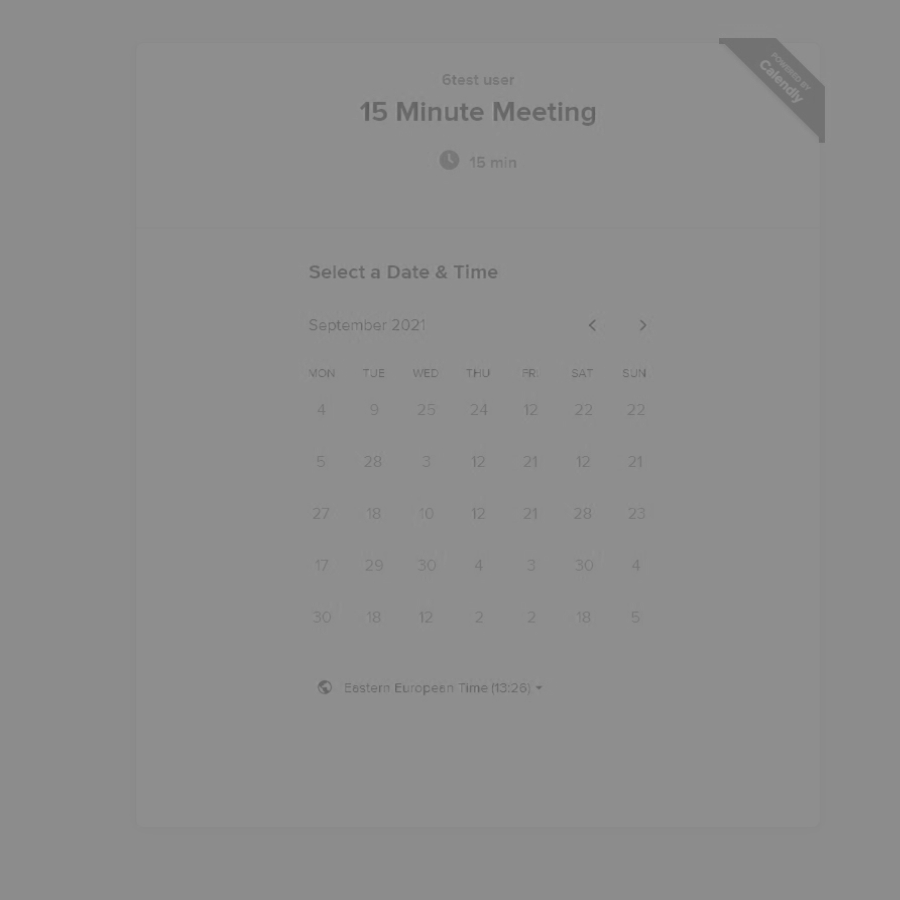 POWERED BY
Calendly
6test user
15 Minute Meeting
15 min
Select a Date & Time
September 2021
MON TUE WED THU FRI SAT SUN
4 9 25 24 12 22 22
5 28 3 12 21 12 21
27 18 10 12 21 28 23
17 29 30 4 3 30 4
30 18 12 2 2 18 5
Eastern European Time (13:26)